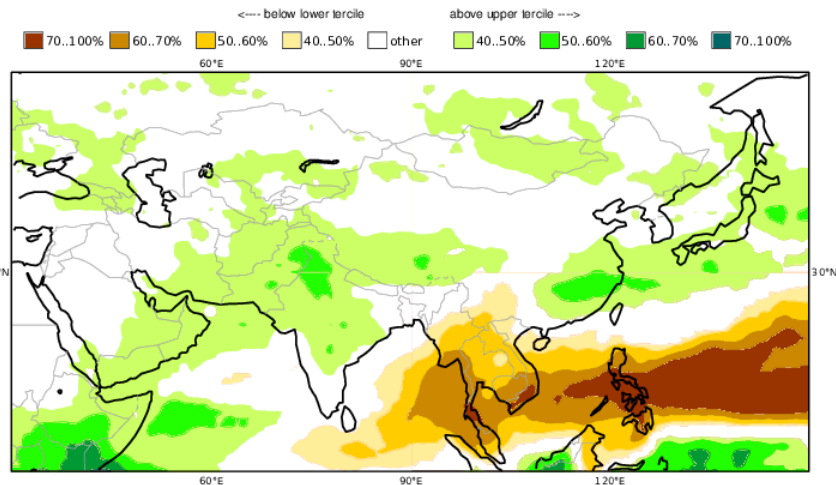 <---- below lower tercile above upper tercile ---->
70..100% 60..70% 50..60% 40..50% other 40..50% 50..60% 60..70% 70..100%
60°E 90°E 120°E
°N 30°N
60°E 90°E 120°E